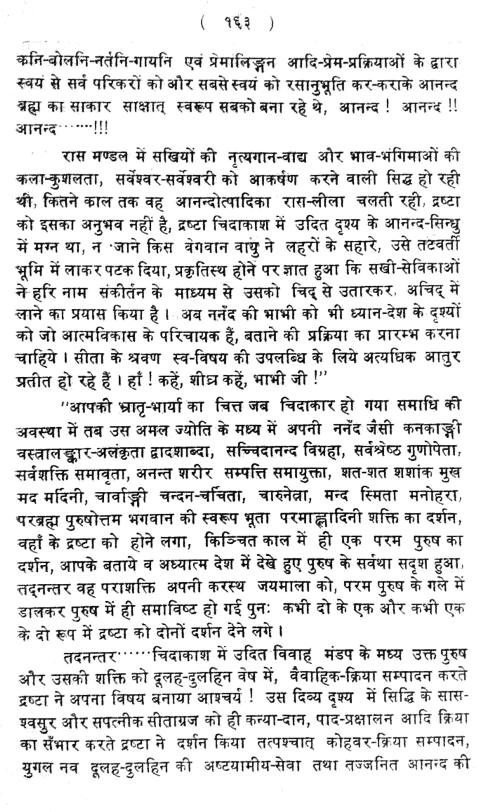 ( १६३ )
कनि-बोलनि-नर्तनि-गायनि एवं प्रेमालिङ्गन आदि-प्रेम-प्रक्रियाओं के द्वारा
स्वयं से सर्व परिकरों को और सबसे स्वयं को रसानुभूति कर-कराके आनन्द
ब्रह्म का साकार साक्षात् स्वरूप सबको बना रहे थे, आनन्द ! आनन्द !!
आनन्द·······!!!
रास मण्डल में सखियों की नृत्यगान-वाद्य और भाव-भंगिमाओं की
कला-कुशलता, सर्वेश्वर-सर्वेश्वरी को आकर्षण करने वाली सिद्ध हो रही
थी, कितने काल तक वह आनन्दोत्पादिका रास-लीला चलती रही, द्रष्टा
को इसका अनुभव नहीं है, द्रष्टा चिदाकाश में उदित दृश्य के आनन्द-सिन्धु
में मग्न था, न जाने किस वेगवान वायु ने लहरों के सहारे, उसे तटवर्ती
भूमि में लाकर पटक दिया, प्रकृतिस्थ होने पर ज्ञात हुआ कि सखी-सेविकाओं
ने हरि नाम संकीर्तन के माध्यम से उसको चिद् से उतारकर, अचिद् में
लाने का प्रयास किया है । अब ननँद की भाभी को भी ध्यान-देश के दृश्यों
को जो आत्मविकास के परिचायक हैं, बताने की प्रक्रिया का प्रारम्भ करना
चाहिये । सीता के श्रवण स्व-विषय की उपलब्धि के लिये अत्यधिक आतुर
प्रतीत हो रहे हैं । हाँ ! कहें, शीघ्र कहें, भाभी जी !”
“आपकी भ्रातृ-भार्या का चित्त जब चिदाकार हो गया समाधि की
अवस्था में तब उस अमल ज्योति के मध्य में अपनी ननँद जैसी कनकाङ्गी
वस्त्रालङ्कार-अलंकृता द्वादशाब्दा, सच्चिदानन्द विग्रहा, सर्वश्रेष्ठ गुणोपेता,
सर्वशक्ति समावृता, अनन्त शरीर सम्पत्ति समायुक्ता, शत-शत शशांक मुख
मद मर्दिनी, चार्वाङ्गी चन्दन-चर्चिता, चारुनेत्रा, मन्द स्मिता मनोहरा,
परब्रह्म पुरुषोत्तम भगवान की स्वरूप भूता परमाह्लादिनी शक्ति का दर्शन,
वहाँ के द्रष्टा को होने लगा, किञ्चित काल में ही एक परम पुरुष का
दर्शन, आपके बताये व अध्यात्म देश में देखे हुए पुरुष के सर्वथा सदृश हुआ,
तदनन्तर वह पराशक्ति अपनी करस्थ जयमाला को, परम पुरुष के गले में
डालकर पुरुष में ही समाविष्ट हो गई पुनः कभी दो के एक और कभी एक
के दो रूप में द्रष्टा को दोनों दर्शन देने लगे ।
तदनन्तर······चिदाकाश में उदित विवाह मंडप के मध्य उक्त पुरुष
और उसकी शक्ति को दूलह-दुलहिन वेष में, वैवाहिक-क्रिया सम्पादन करते
द्रष्टा ने अपना विषय बनाया आश्चर्य ! उस दिव्य दृश्य में सिद्धि के सास-
श्वसुर और सपत्नीक सीताग्रज को ही कन्या-दान, पाद-प्रक्षालन आदि क्रिया
का सँभार करते द्रष्टा ने दर्शन किया तत्पश्चात् कोहवर-क्रिया सम्पादन,
युगल नव दूलह-दुलहिन की अष्टयामीय-सेवा तथा तज्जनित आनन्द की